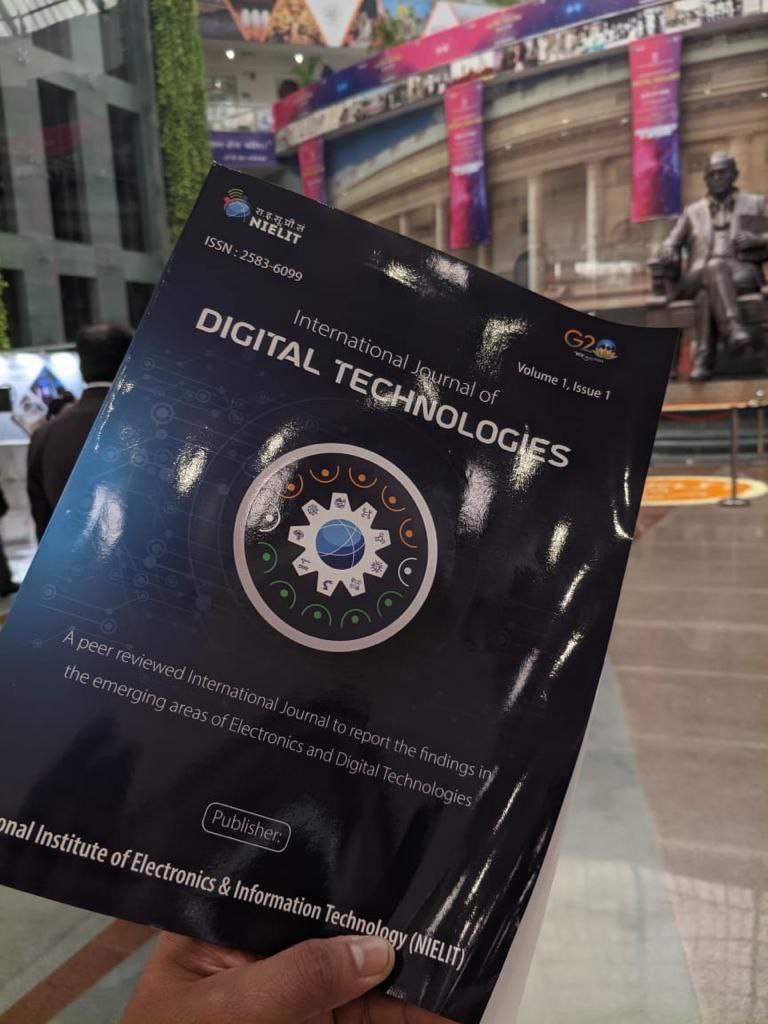 रा.इ.सू.प्रौ.सं
NIELIT
ISSN : 2583-6099
G20
Volume 1, Issue 1
International Journal of
DIGITAL TECHNOLOGIES
A peer reviewed International Journal to report the findings in
the emerging areas of Electronics and Digital Technologies
Publisher:
onal Institute of Electronics & Information Technology (NIELIT)